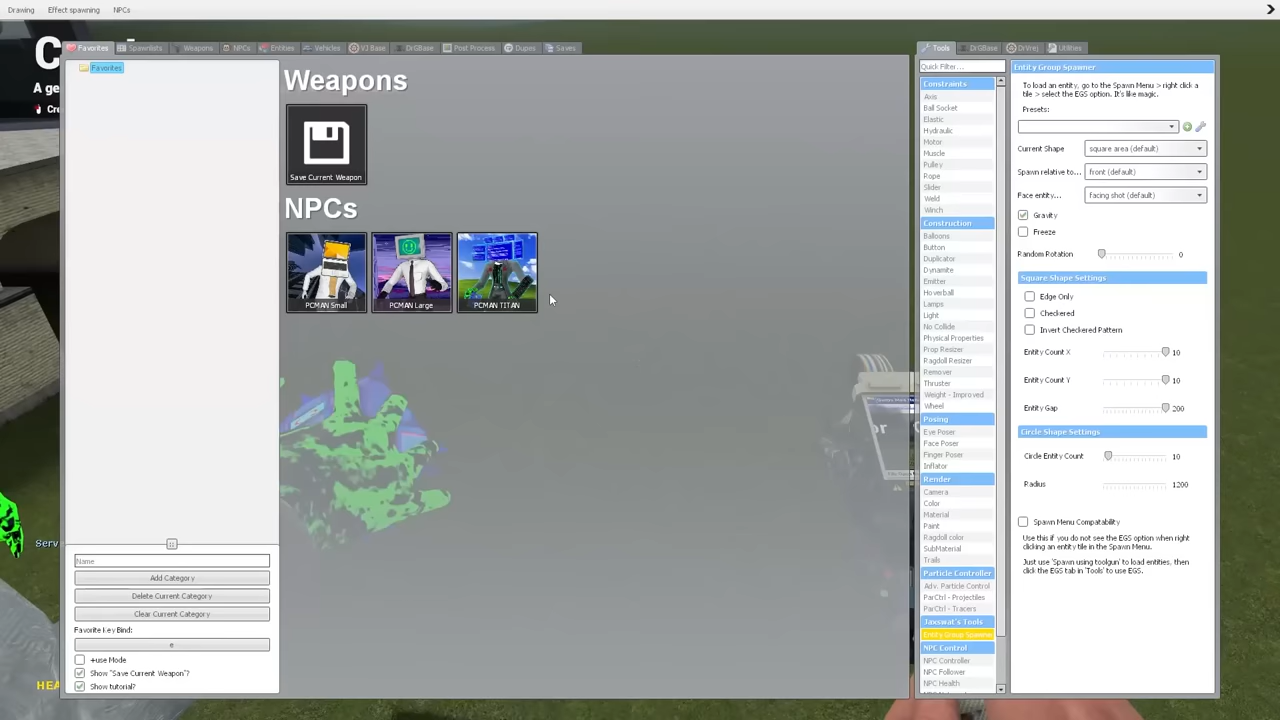 Drawing Effect spawning NPCs
Favorites Spawnlists Weapons NPCs Entities Vehicles VJ Base DrGBase Post Process Dupes Saves
Favorites
Weapons
Save Current Weapon
NPCs
PCMAN Small PCMAN Large PCMAN TITAN
Name
Add Category
Delete Current Category
Clear Current Category
Favorite Key Bind:
e
+use Mode
Show "Save Current Weapon"?
Show tutorial?
Tools DrGBase DrVrej Utilities
Quick Filter...
Constraints
Axis
Ball Socket
Elastic
Hydraulic
Motor
Muscle
Pulley
Rope
Slider
Weld
Winch
Construction
Balloons
Button
Duplicator
Dynamite
Emitter
Hoverball
Lamps
Light
No Collide
Physical Properties
Prop Resizer
Ragdoll Resizer
Remover
Thruster
Weight - Improved
Wheel
Posing
Eye Poser
Face Poser
Finger Poser
Inflator
Render
Camera
Color
Material
Paint
Ragdoll color
SubMaterial
Trails
Particle Controller
Adv. Particle Control
ParCtrl - Projectiles
ParCtrl - Tracers
Jaxswat's Tools
Entity Group Spawner
NPC Control
NPC Controller
NPC Follower
NPC Health
Entity Group Spawner
To load an entity, go to the Spawn Menu > right click a
tile > select the EGS option. It's like magic.
Presets:
Current Shape square area (default)
Spawn relative to... front (default)
Face entity... facing shot (default)
Gravity
Freeze
Random Rotation 0
Square Shape Settings
Edge Only
Checkered
Invert Checkered Pattern
Entity Count X 10
Entity Count Y 10
Entity Gap 200
Circle Shape Settings
Circle Entity Count 10
Radius 1200
Spawn Menu Compatability
Use this if you do not see the EGS option when right
clicking an entity tile in the Spawn Menu.
Just use 'Spawn using toolgun' to load entities, then
click the EGS tab in 'Tools' to use EGS.